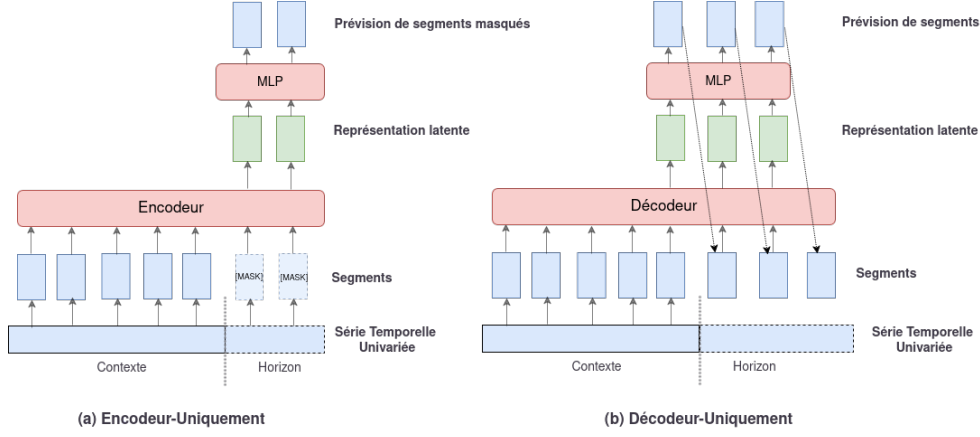 Prévision de segments masqués
MLP
Représentation latente
Encodeur
[MASK]
[MASK]
Segments
Série Temporelle
Univariée
Contexte
Horizon
(a) Encodeur-Uniquement
Prévision de segments
MLP
Représentation latente
Décodeur
Segments
Série Temporelle
Univariée
Contexte
Horizon
(b) Décodeur-Uniquement